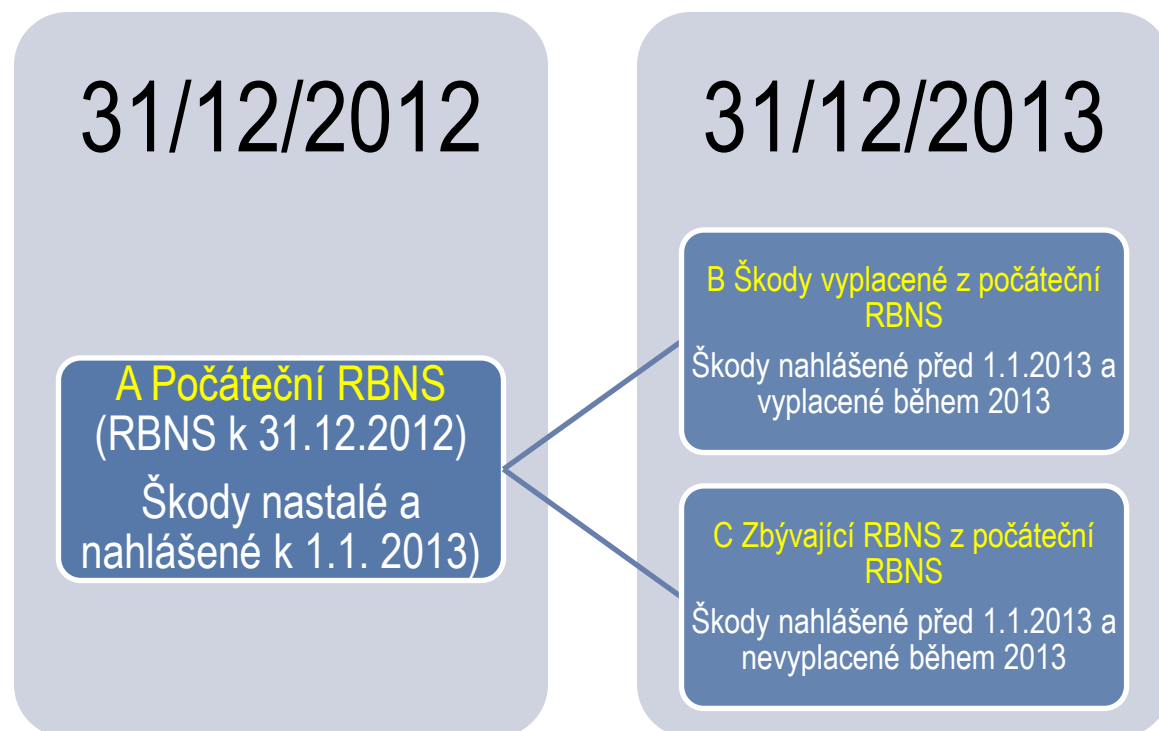 31/12/2012
A Počáteční RBNS
(RBNS k 31.12.2012)
Škody nastalé a
nahlášené k 1.1. 2013)
31/12/2013
B Škody vyplacené z počáteční
RBNS
Škody nahlášené před 1.1.2013 a
vyplacené během 2013
C Zbývající RBNS z počáteční
RBNS
Škody nahlášené před 1.1.2013 a
nevyplacené během 2013